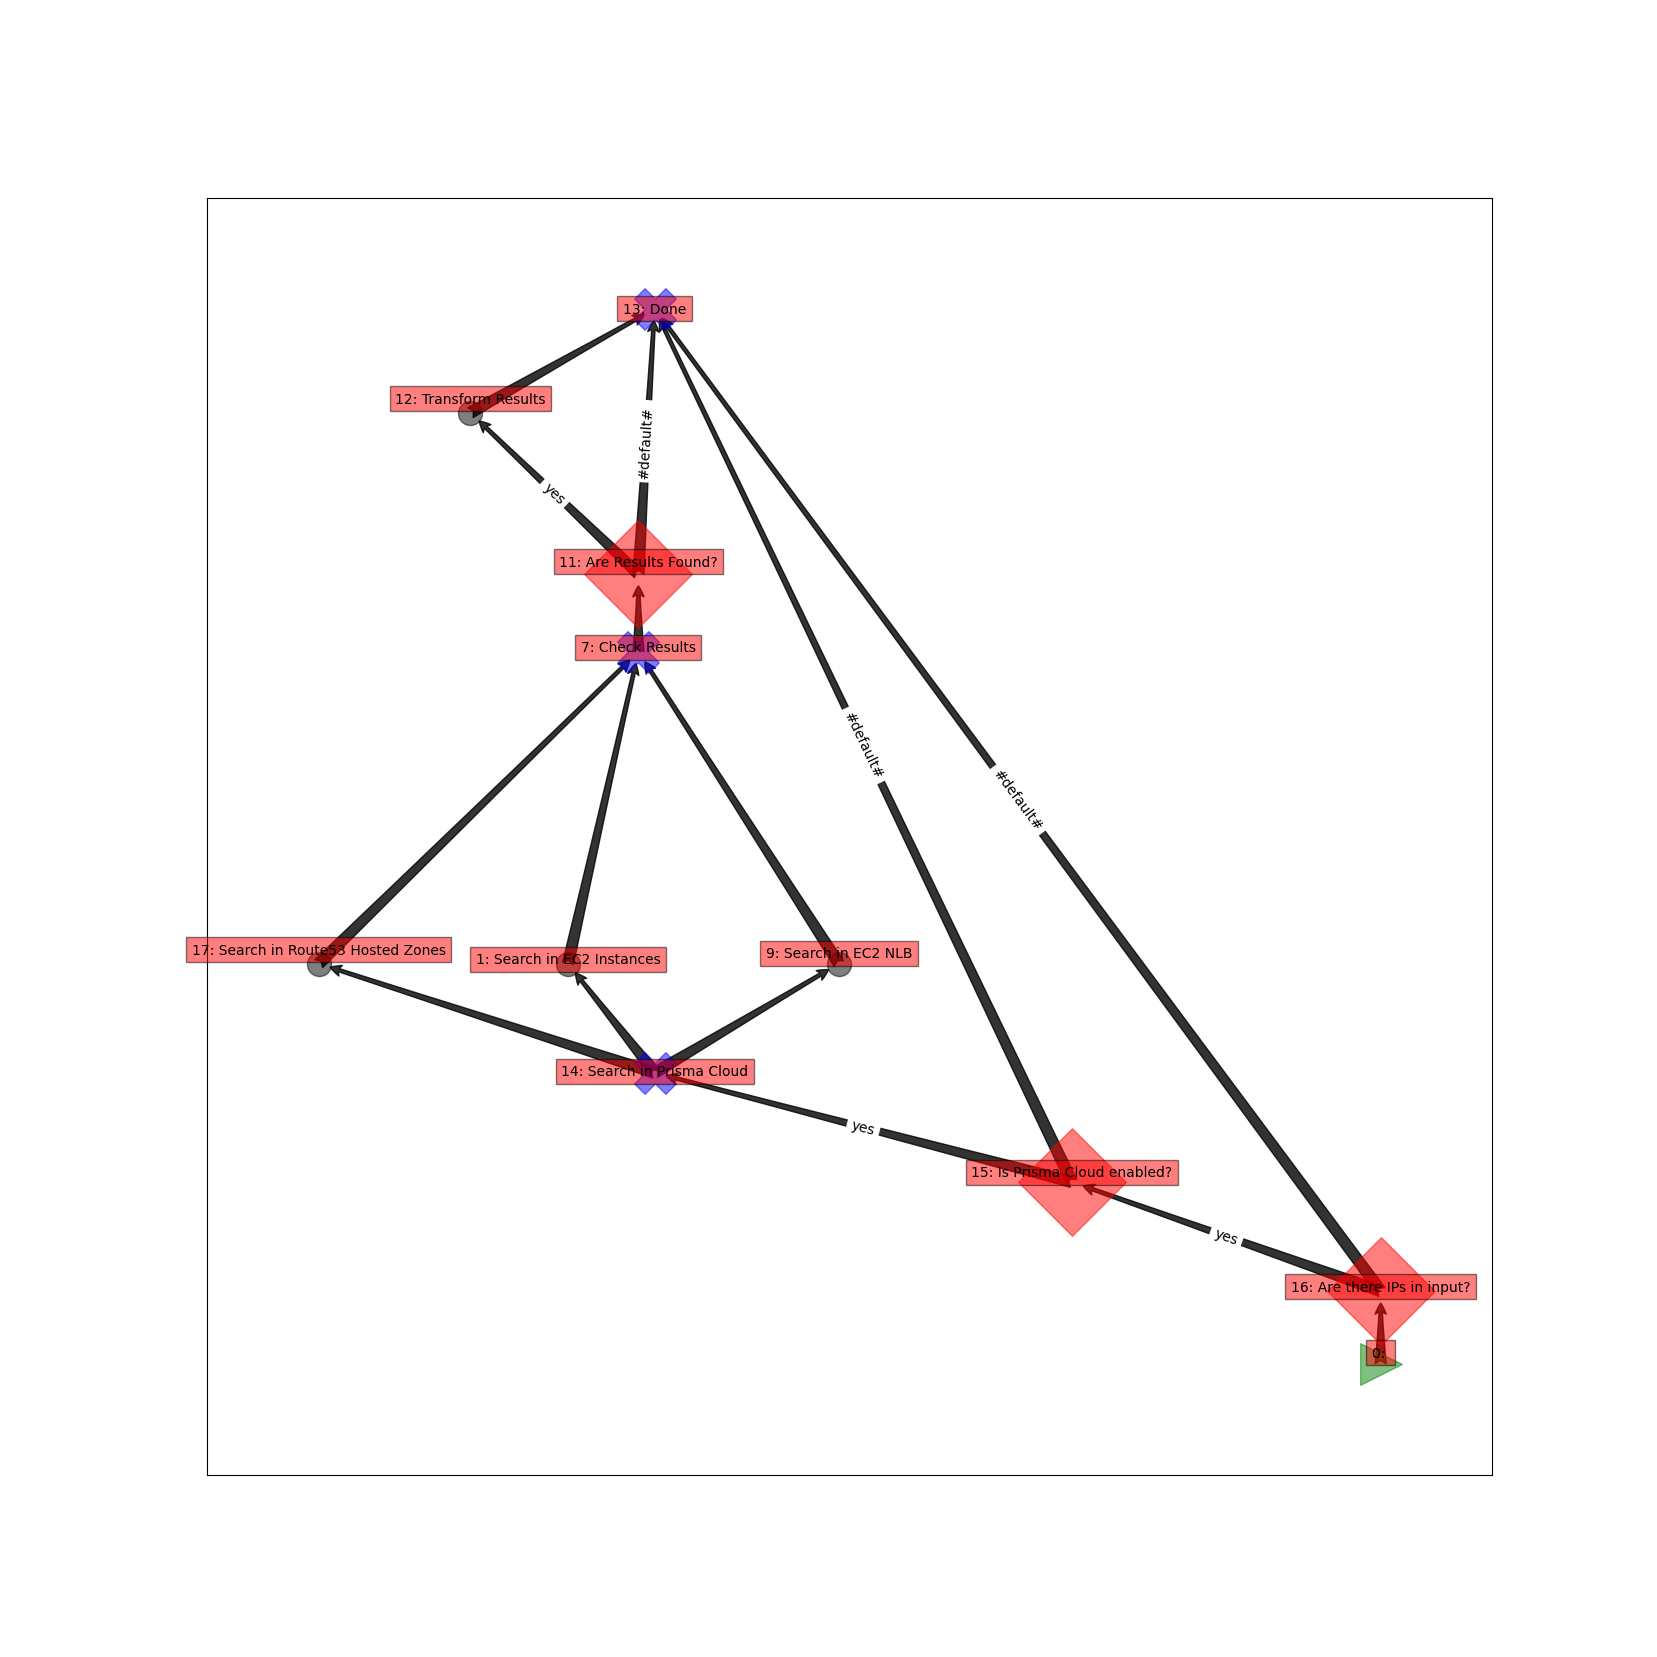 13: Done
12: Transform Results
#default#
yes
11: Are Results Found?
7: Check Results
#default#
#default#
17: Search in Route53 Hosted Zones
1: Search in EC2 Instances
9: Search in EC2 NLB
14: Search in Prisma Cloud
yes
15: Is Prisma Cloud enabled?
yes
16: Are there IPs in input?
0: